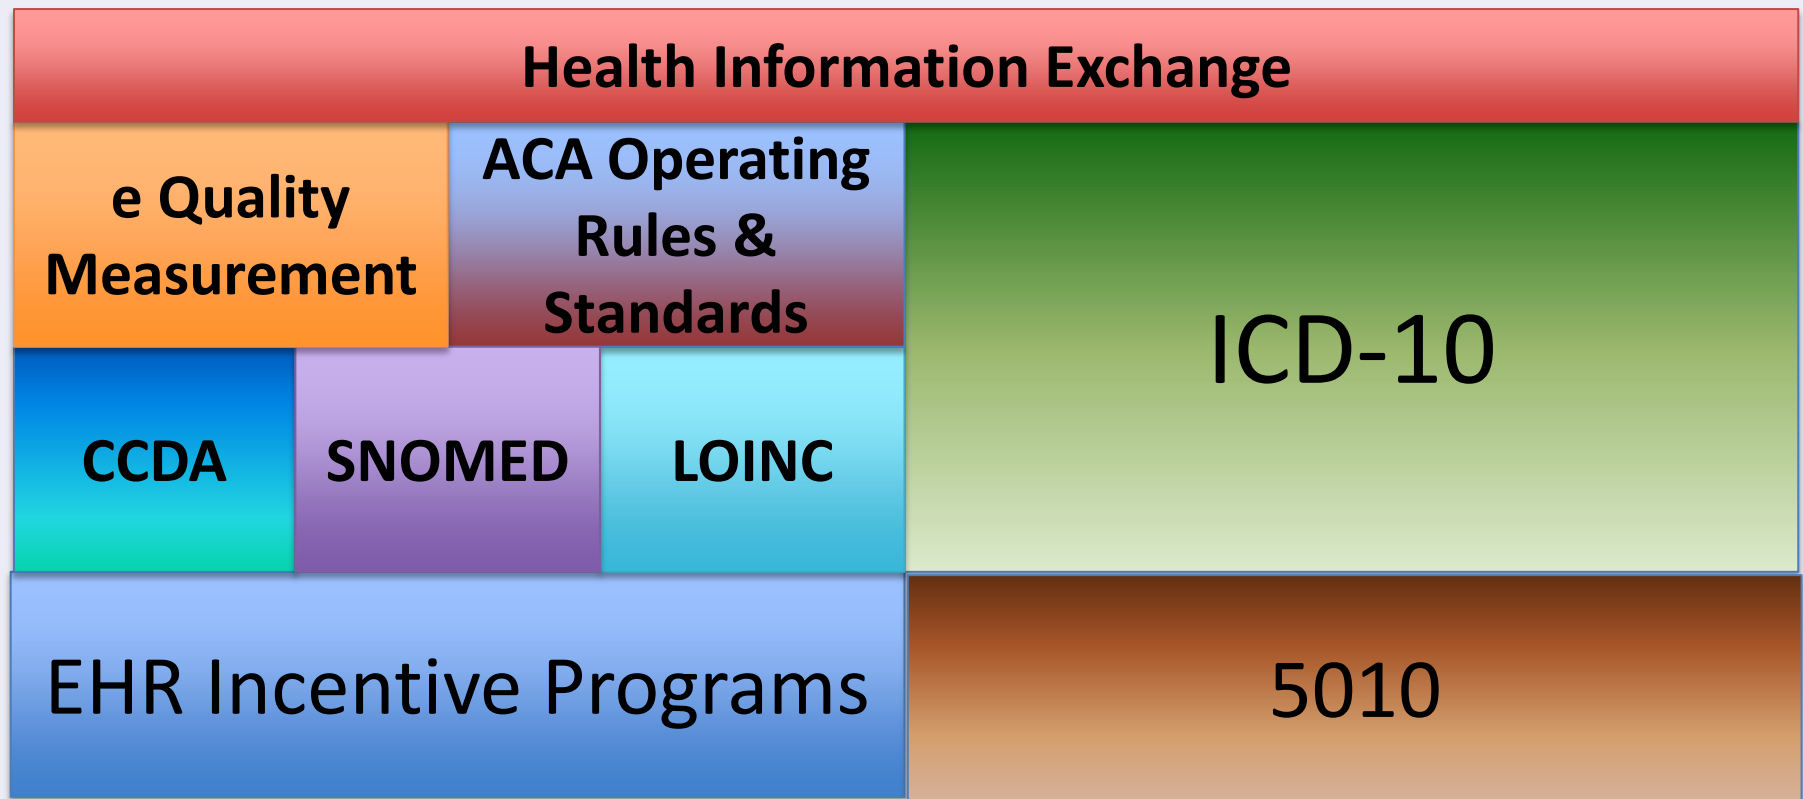 Health Information Exchange
e Quality
Measurement
ACA Operating
Rules &
Standards
ICD-10
CCDA
SNOMED
LOINC
EHR Incentive Programs
5010